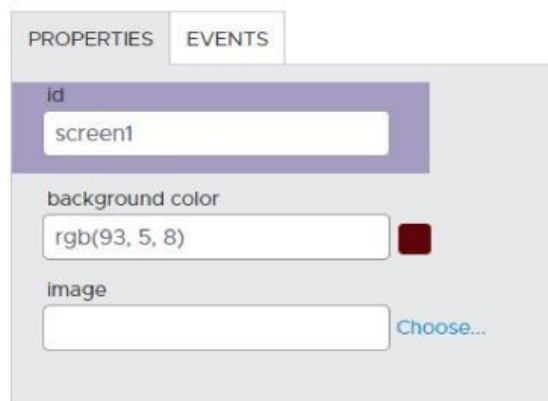 PROPERTIES EVENTS
id
screen1
background color
rgb(93, 5, 8)
image
Choose...